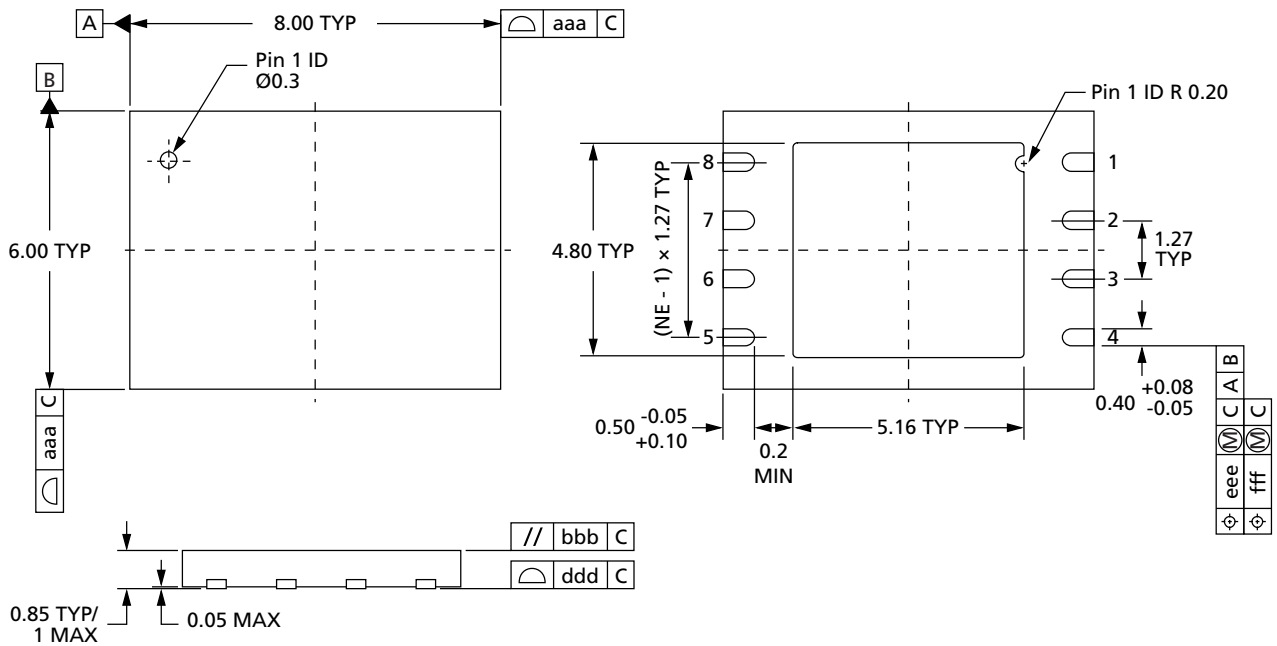 A
8.00 TYP
aaa C
Pin 1 ID
Ø0.3
B
6.00 TYP
aaa C
Pin 1 ID R 0.20
8
7
6
5
1
2
3
4
4.80 TYP
(NE - 1) × 1.27 TYP
1.27
TYP
0.50 -0.05
+0.10
0.2
MIN
5.16 TYP
0.40 +0.08
-0.05
eee Ⓜ C A B
fff Ⓜ C
// bbb C
ddd C
0.85 TYP/
1 MAX
0.05 MAX